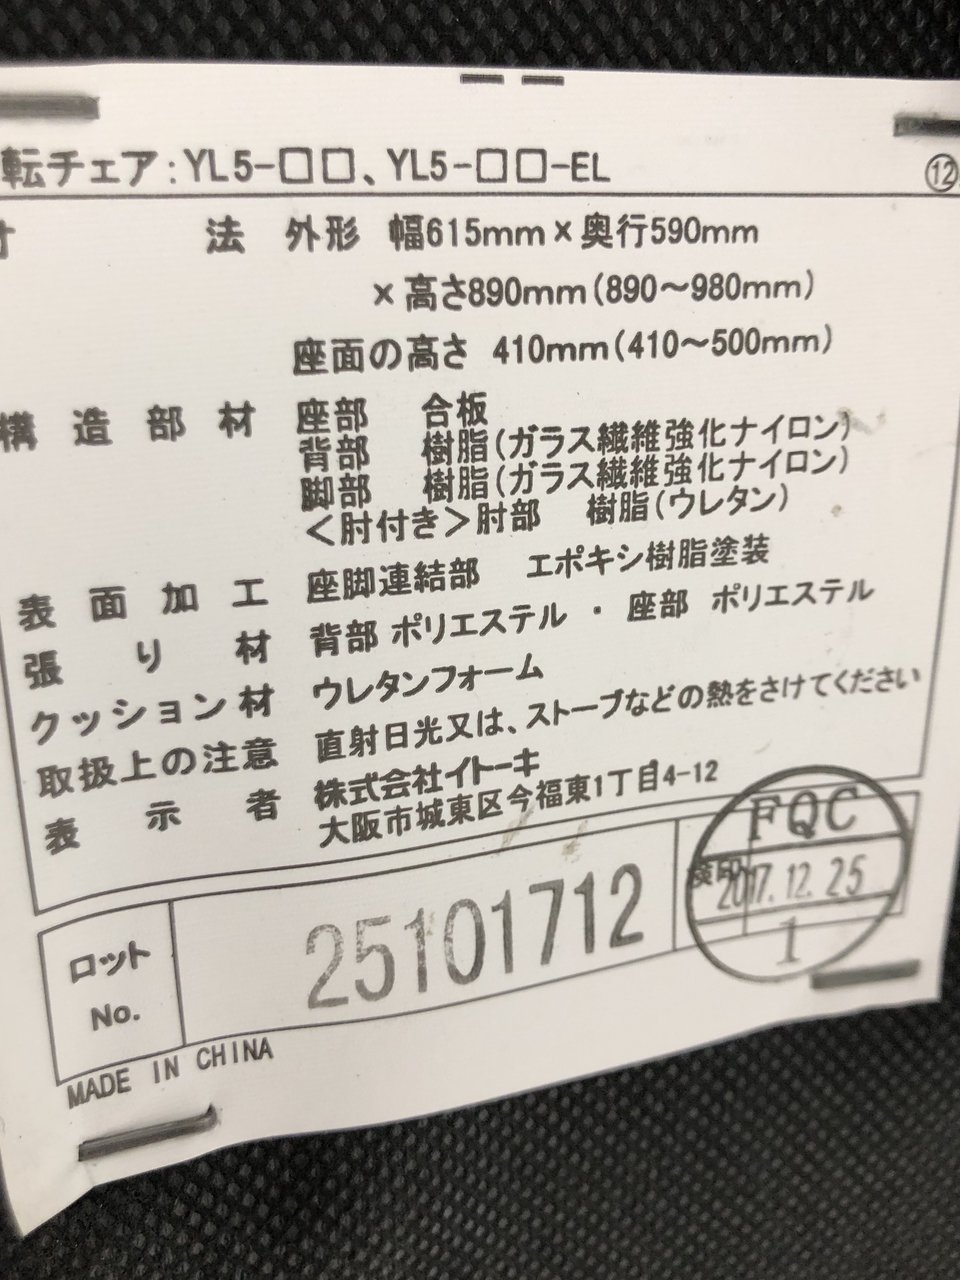 転チェア:YL5-□□、YL5-□□-EL ⑫
寸 法 外形 幅615mm×奥行590mm
×高さ890mm(890～980mm)
座面の高さ 410mm(410～500mm)
構造部材 座部 合板
背部 樹脂(ガラス繊維強化ナイロン)
脚部 樹脂(ガラス繊維強化ナイロン)
<肘付き>肘部 樹脂(ウレタン)
表面加工 座脚連結部 エポキシ樹脂塗装
張り材 背部 ポリエステル・座部 ポリエステル
クッション材 ウレタンフォーム
取扱上の注意 直射日光又は、ストーブなどの熱をさけてください
表示者 株式会社イトーキ
大阪市城東区今福東1丁目4-12
ロット No. 25101712
検印 FQC 2017.12.25 1
MADE IN CHINA